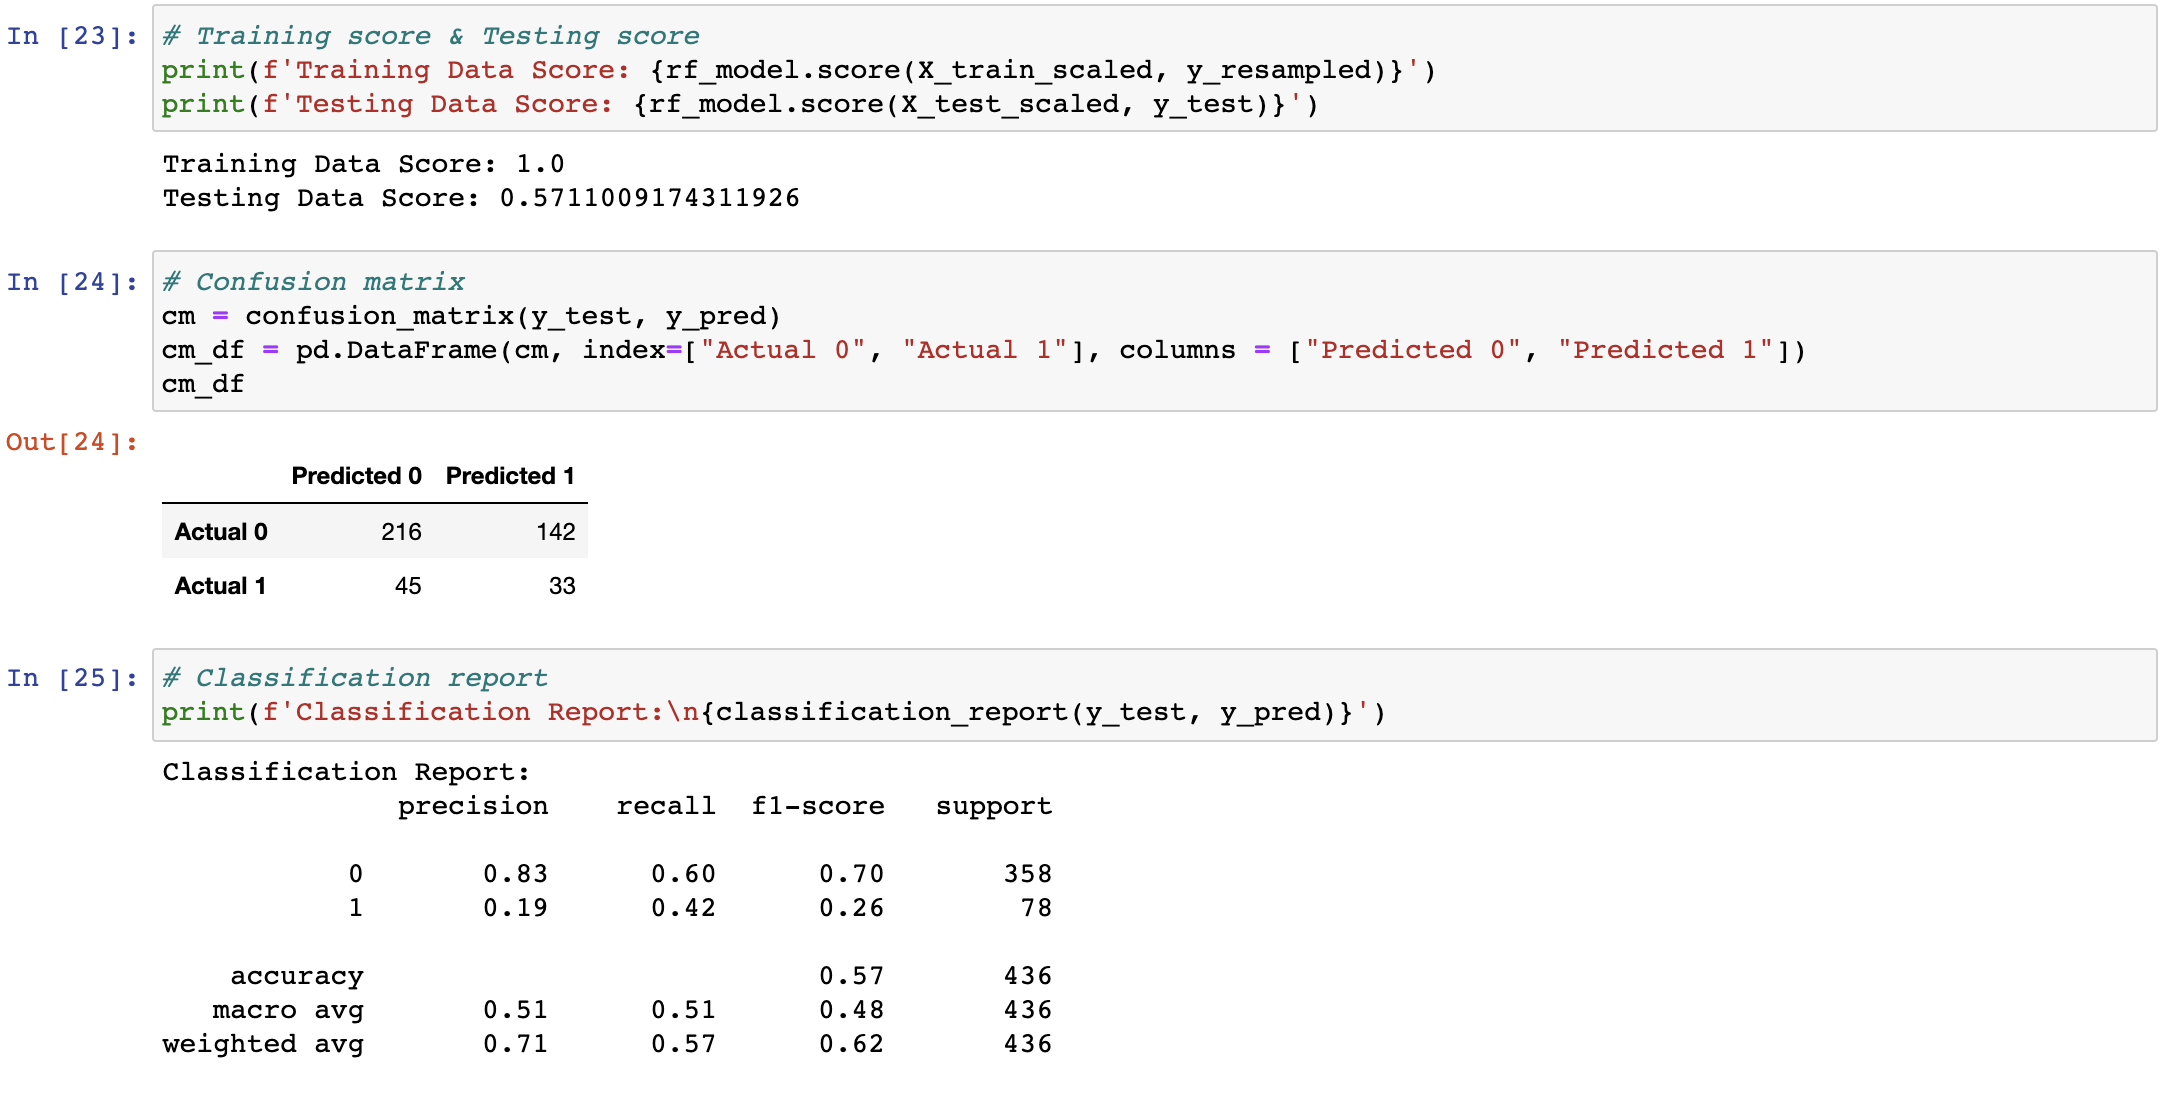 In [23]: # Training score & Testing score
print(f'Training Data Score: {rf_model.score(X_train_scaled, y_resampled)}')
print(f'Testing Data Score: {rf_model.score(X_test_scaled, y_test)}')
Training Data Score: 1.0
Testing Data Score: 0.5711009174311926
In [24]: # Confusion matrix
cm = confusion_matrix(y_test, y_pred)
cm_df = pd.DataFrame(cm, index=["Actual 0", "Actual 1"], columns = ["Predicted 0", "Predicted 1"])
cm_df
Out[24]:
Predicted 0 Predicted 1
Actual 0 216 142
Actual 1 45 33
In [25]: # Classification report
print(f'Classification Report:\n{classification_report(y_test, y_pred)}')
Classification Report:
precision recall f1-score support
0 0.83 0.60 0.70 358
1 0.19 0.42 0.26 78
accuracy 0.57 436
macro avg 0.51 0.51 0.48 436
weighted avg 0.71 0.57 0.62 436